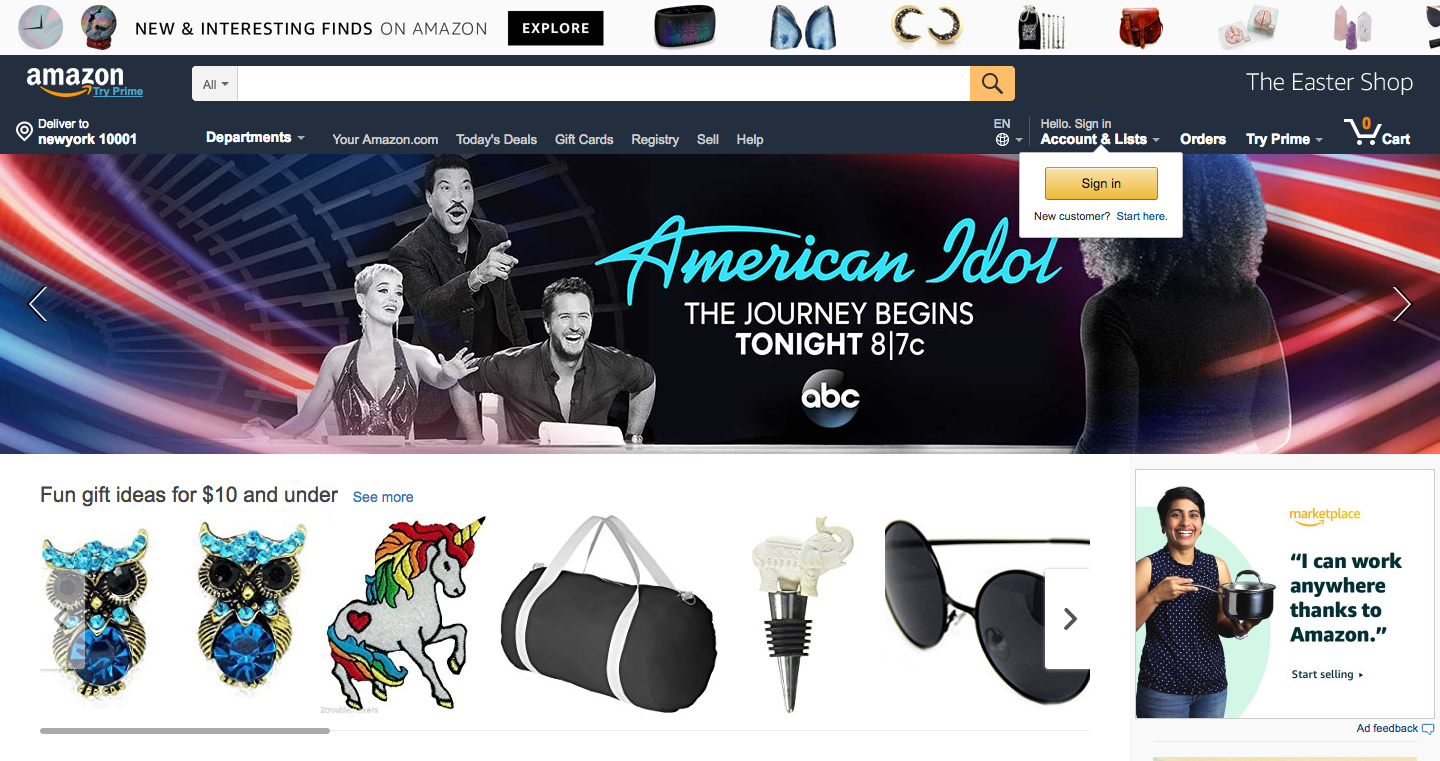 NEW & INTERESTING FINDS ON AMAZON EXPLORE
amazon
Try Prime
All
The Easter Shop
Deliver to
newyork 10001
Departments
Your Amazon.com Today's Deals Gift Cards Registry Sell Help
EN
Hello. Sign in
Account & Lists
Orders
Try Prime
0
Cart
Sign in
New customer? Start here.
American Idol
THE JOURNEY BEGINS
TONIGHT 8|7c
abc
Fun gift ideas for $10 and under See more
marketplace
“I can work
anywhere
thanks to
Amazon.”
Start selling
Ad feedback